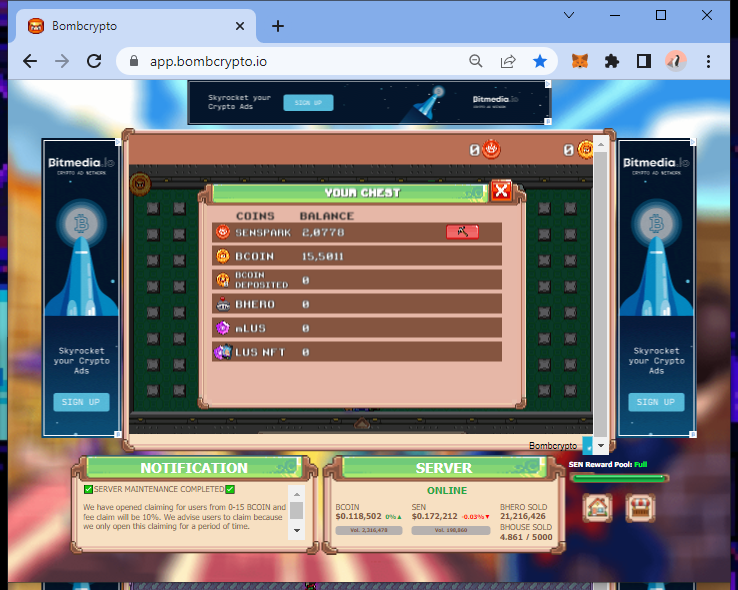 Bombcrypto
app.bombcrypto.io
Skyrocket your
Crypto Ads
SIGN UP
Bitmedia.io
CRYPTO AD NETWORK
Bitmedia.io
CRYPTO AD NETWORK
Skyrocket
your Crypto
Ads
SIGN UP
0
0
YOUR CHEST
COINS BALANCE
SENSPARK 2,0778
BCOIN 15,5011
BCOIN
DEPOSITED 0
BHERO 0
mLUS 0
LUS NFT 0
Bitmedia.io
CRYPTO AD NETWORK
Skyrocket
your Crypto
Ads
SIGN UP
Bombcrypto
NOTIFICATION
✅SERVER MAINTENANCE COMPLETED✅
We have opened claiming for users from 0-15 BCOIN and
fee claim will be 10%. We advise users to claim because
we only open this claiming for a period of time.
SERVER
ONLINE
BCOIN
$0.118,502 0%▲
Vol. 2,316,478
SEN
$0.172,212 -0.03%▼
Vol. 198,860
BHERO SOLD
21,216,426
BHOUSE SOLD
4.861 / 5000
SEN Reward Pool: Full